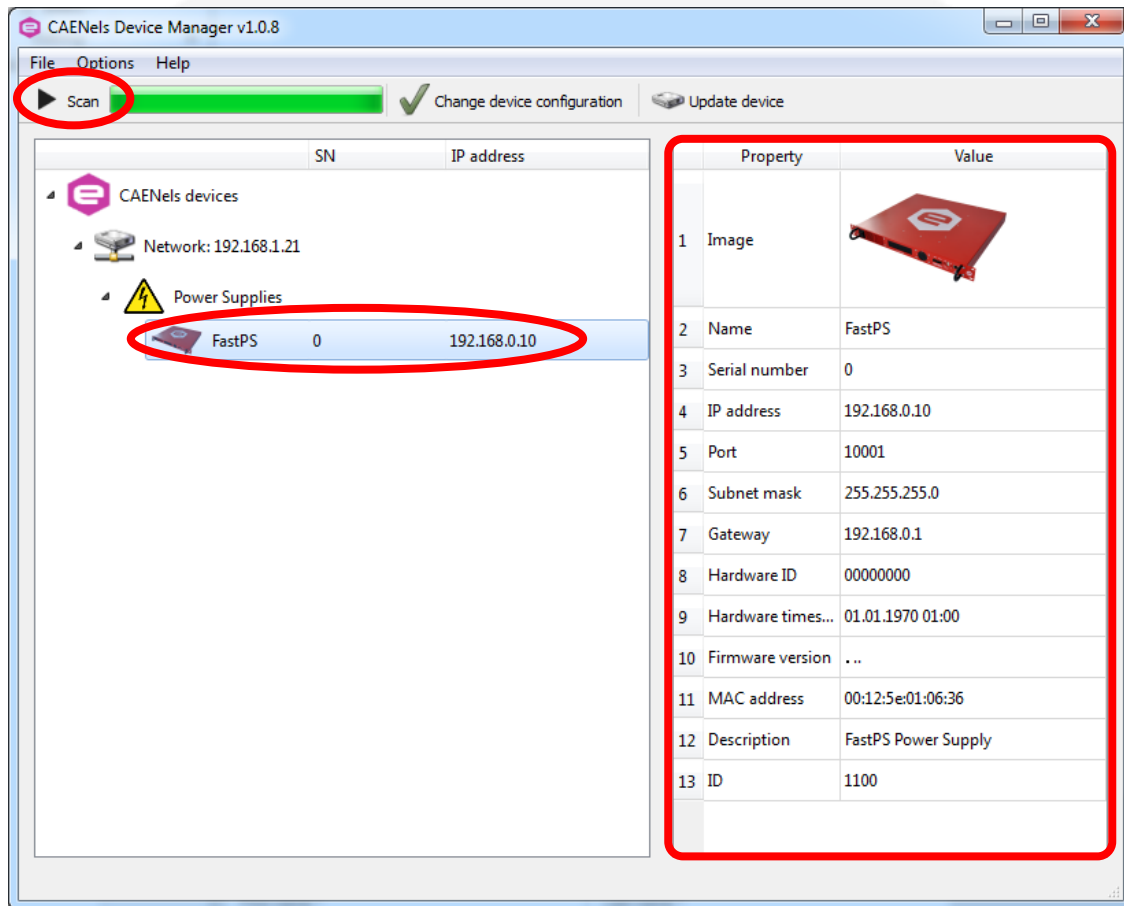 CAENels Device Manager v1.0.8
File Options Help
Scan Change device configuration Update device
SN IP address
CAENels devices
Network: 192.168.1.21
Power Supplies
FastPS 0 192.168.0.10
Property Value
1 Image
2 Name FastPS
3 Serial number 0
4 IP address 192.168.0.10
5 Port 10001
6 Subnet mask 255.255.255.0
7 Gateway 192.168.0.1
8 Hardware ID 00000000
9 Hardware times... 01.01.1970 01:00
10 Firmware version . ..
11 MAC address 00:12:5e:01:06:36
12 Description FastPS Power Supply
13 ID 1100